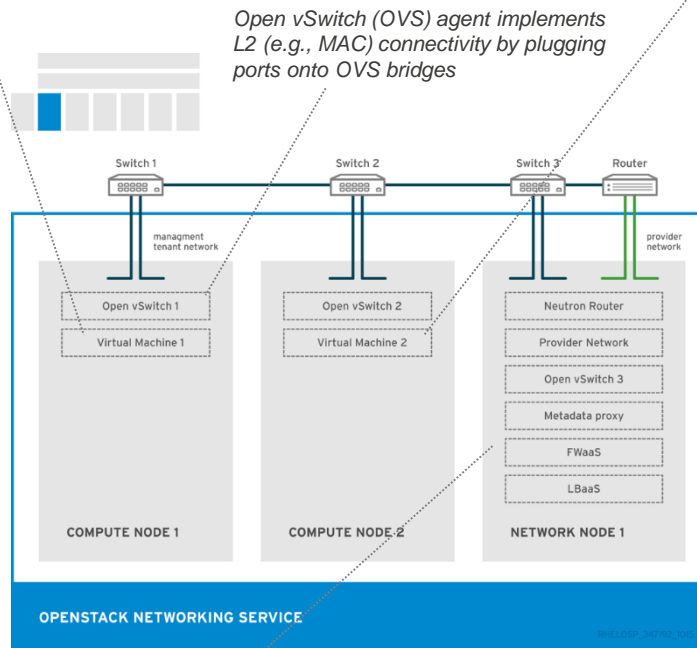 Open vSwitch (OVS) agent implements
L2 (e.g., MAC) connectivity by plugging
ports onto OVS bridges
Switch 1
Switch 2
Switch 3
Router
managment
tenant network
provider
network
Open vSwitch 1
Virtual Machine 1
Open vSwitch 2
Virtual Machine 2
Neutron Router
Provider Network
Open vSwitch 3
Metadata proxy
FWaaS
LBaaS
COMPUTE NODE 1
COMPUTE NODE 2
NETWORK NODE 1
OPENSTACK NETWORKING SERVICE
RHELOSP_347192_1015